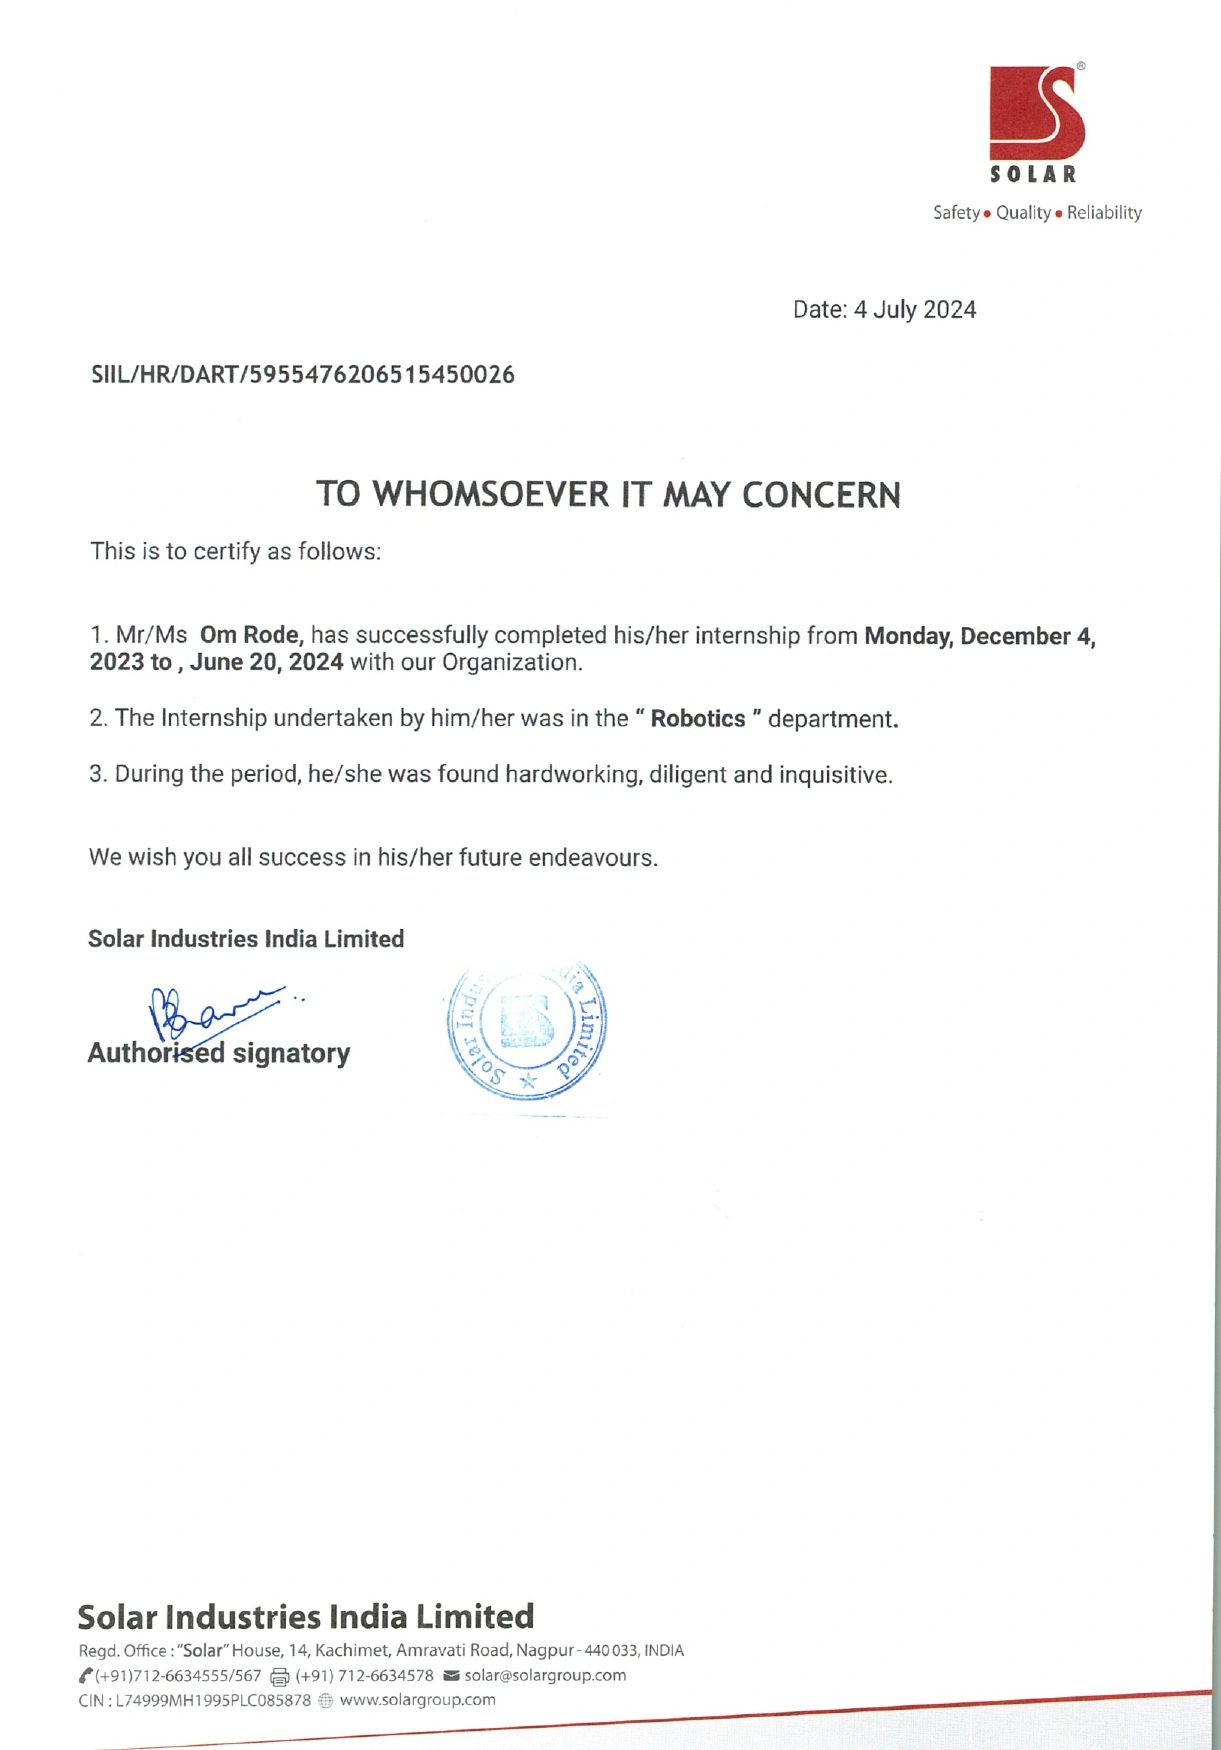 S®
SOLAR
Safety • Quality • Reliability
Date: 4 July 2024
SIIL/HR/DART/5955476206515450026
TO WHOMSOEVER IT MAY CONCERN
This is to certify as follows:
1. Mr/Ms Om Rode, has successfully completed his/her internship from Monday, December 4,
2023 to , June 20, 2024 with our Organization.
2. The Internship undertaken by him/her was in the “ Robotics ” department.
3. During the period, he/she was found hardworking, diligent and inquisitive.
We wish you all success in his/her future endeavours.
Solar Industries India Limited
Solar Indus dia Limited
Authorised signatory
Solar Industries India Limited
Regd. Office : “Solar” House, 14, Kachimet, Amravati Road, Nagpur - 440 033, INDIA
(+91)712-6634555/567 (+91) 712-6634578 solar@solargroup.com
CIN : L74999MH1995PLC085878 www.solargroup.com